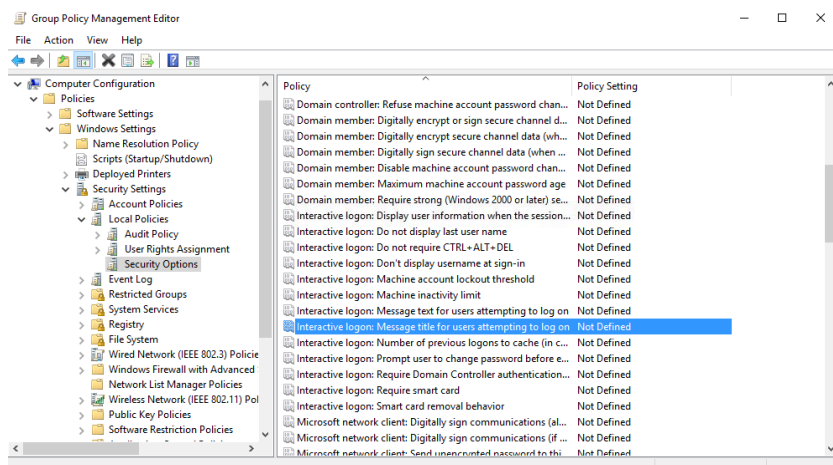 Group Policy Management Editor
File Action View Help
Computer Configuration
Policies
Software Settings
Windows Settings
Name Resolution Policy
Scripts (Startup/Shutdown)
Deployed Printers
Security Settings
Account Policies
Local Policies
Audit Policy
User Rights Assignment
Security Options
Event Log
Restricted Groups
System Services
Registry
File System
Wired Network (IEEE 802.3) Policie
Windows Firewall with Advanced
Network List Manager Policies
Wireless Network (IEEE 802.11) Pol
Public Key Policies
Software Restriction Policies
Policy Policy Setting
Domain controller: Refuse machine account password chan... Not Defined
Domain member: Digitally encrypt or sign secure channel d... Not Defined
Domain member: Digitally encrypt secure channel data (wh... Not Defined
Domain member: Digitally sign secure channel data (when ... Not Defined
Domain member: Disable machine account password chan... Not Defined
Domain member: Maximum machine account password age Not Defined
Domain member: Require strong (Windows 2000 or later) se... Not Defined
Interactive logon: Display user information when the session... Not Defined
Interactive logon: Do not display last user name Not Defined
Interactive logon: Do not require CTRL+ALT+DEL Not Defined
Interactive logon: Don't display username at sign-in Not Defined
Interactive logon: Machine account lockout threshold Not Defined
Interactive logon: Machine inactivity limit Not Defined
Interactive logon: Message text for users attempting to log on Not Defined
Interactive logon: Message title for users attempting to log on Not Defined
Interactive logon: Number of previous logons to cache (in c... Not Defined
Interactive logon: Prompt user to change password before e... Not Defined
Interactive logon: Require Domain Controller authentication... Not Defined
Interactive logon: Require smart card Not Defined
Interactive logon: Smart card removal behavior Not Defined
Microsoft network client: Digitally sign communications (al... Not Defined
Microsoft network client: Digitally sign communications (if ... Not Defined
Microsoft network client: Send unencrypted password to thi... Not Defined